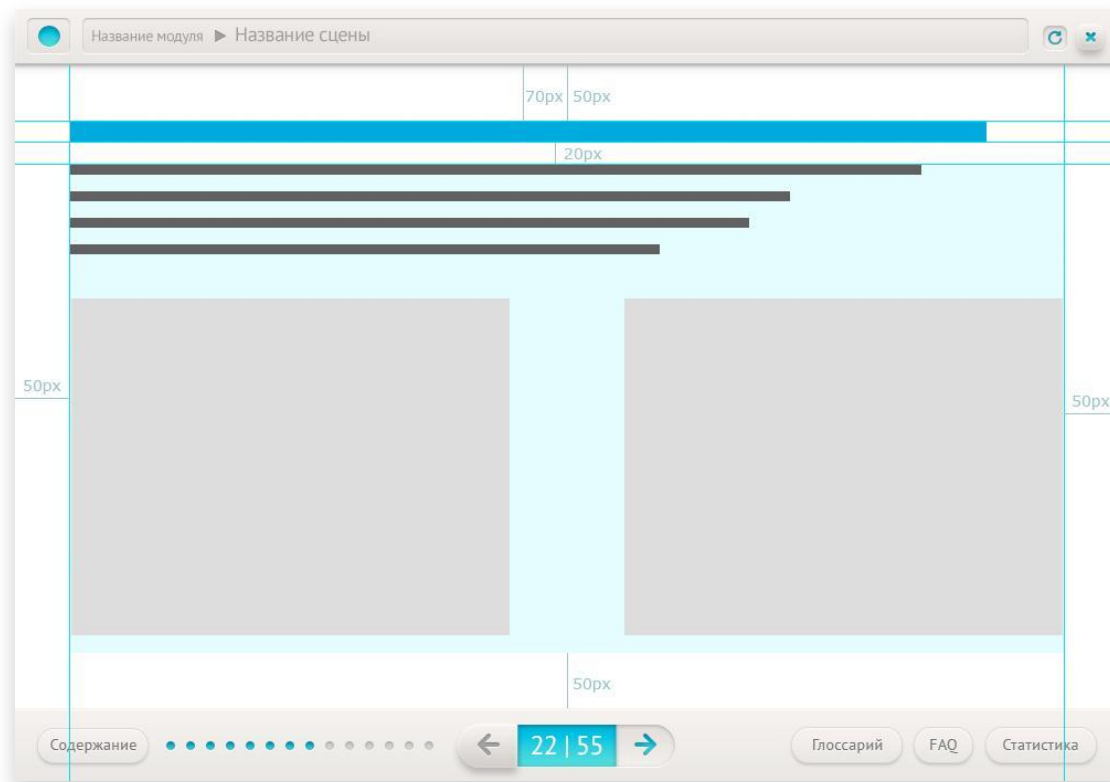 Название модуля ▶ Название сцены
70px 50px
20px
50px
50px
50px
Содержание
22 | 55
Глоссарий
FAQ
Статистика